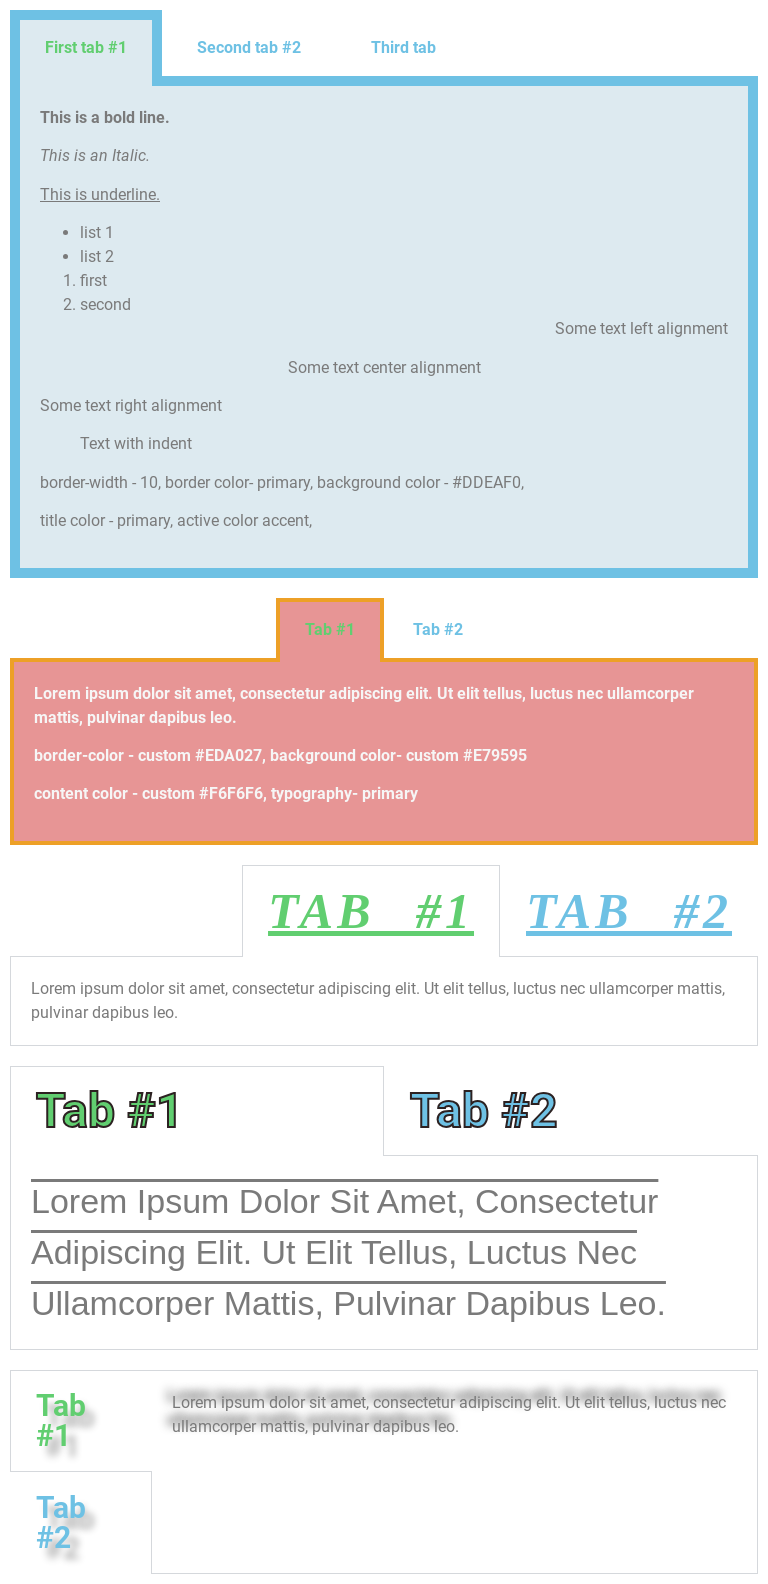 First tab #1 Second tab #2 Third tab
This is a bold line.
This is an Italic.
This is underline.
• list 1
• list 2
1. first
2. second
Some text left alignment
Some text center alignment
Some text right alignment
Text with indent
border-width - 10, border color- primary, background color - #DDEAF0,
title color - primary, active color accent,
Tab #1 Tab #2
Lorem ipsum dolor sit amet, consectetur adipiscing elit. Ut elit tellus, luctus nec ullamcorper
mattis, pulvinar dapibus leo.
border-color - custom #EDA027, background color- custom #E79595
content color - custom #F6F6F6, typography- primary
TAB #1 TAB #2
Lorem ipsum dolor sit amet, consectetur adipiscing elit. Ut elit tellus, luctus nec ullamcorper mattis,
pulvinar dapibus leo.
Tab #1 Tab #2
Lorem Ipsum Dolor Sit Amet, Consectetur
Adipiscing Elit. Ut Elit Tellus, Luctus Nec
Ullamcorper Mattis, Pulvinar Dapibus Leo.
Tab
#1
Lorem ipsum dolor sit amet, consectetur adipiscing elit. Ut elit tellus, luctus nec
ullamcorper mattis, pulvinar dapibus leo.
Tab
#2